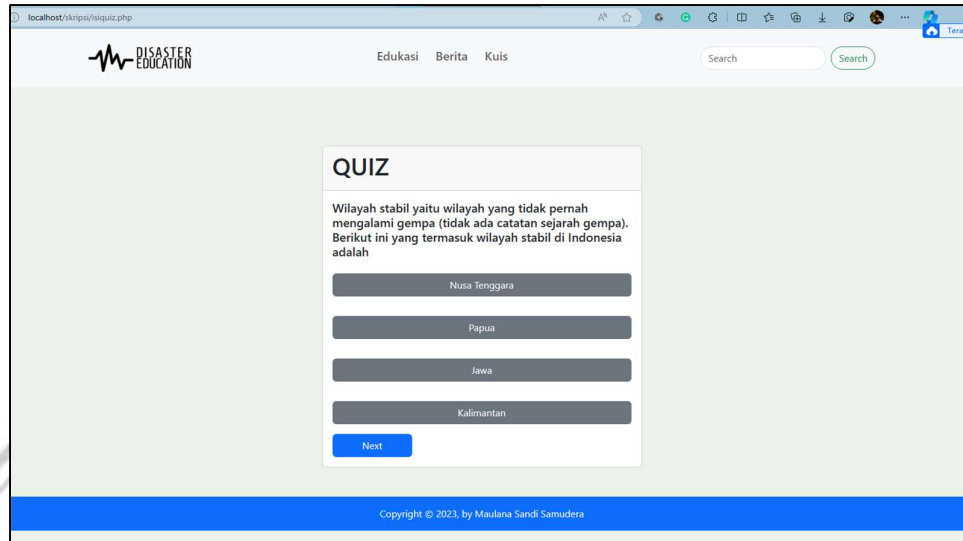 localhost/skripsi/isiquiz.php
Tera
DISASTER
EDUCATION
Edukasi Berita Kuis
Search
Search
QUIZ
Wilayah stabil yaitu wilayah yang tidak pernah
mengalami gempa (tidak ada catatan sejarah gempa).
Berikut ini yang termasuk wilayah stabil di Indonesia
adalah
Nusa Tenggara
Papua
Jawa
Kalimantan
Next
Copyright © 2023, by Maulana Sandi Samudera